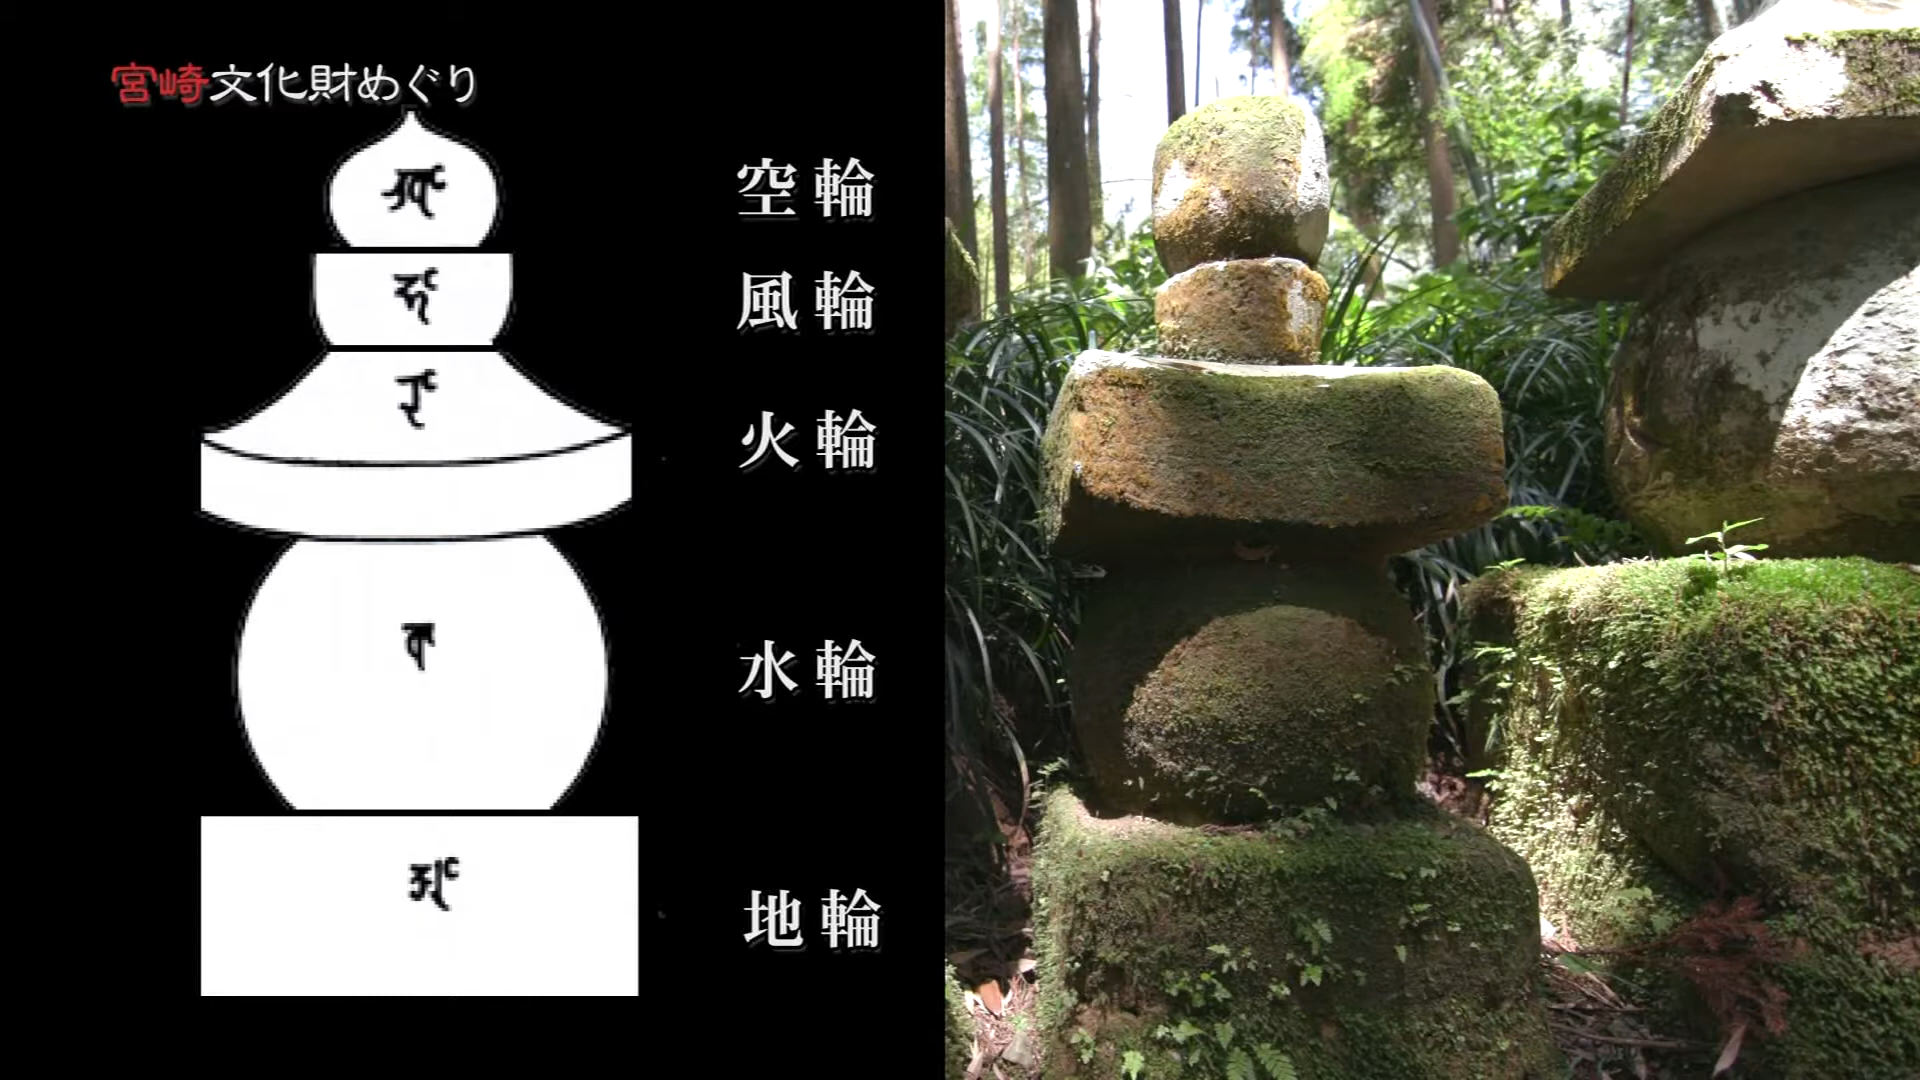 宮崎文化財めぐり
空輪
風輪
火輪
水輪
地輪